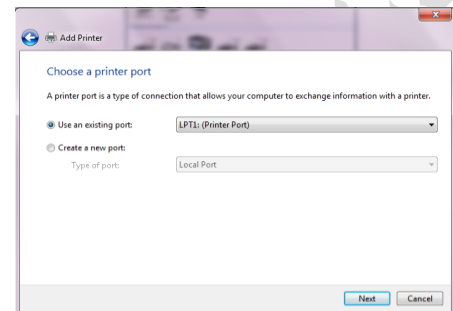 Add Printer
Choose a printer port
A printer port is a type of connection that allows your computer to exchange information with a printer.
Use an existing port: LPT1: (Printer Port)
Create a new port:
Type of port: Local Port
Next Cancel